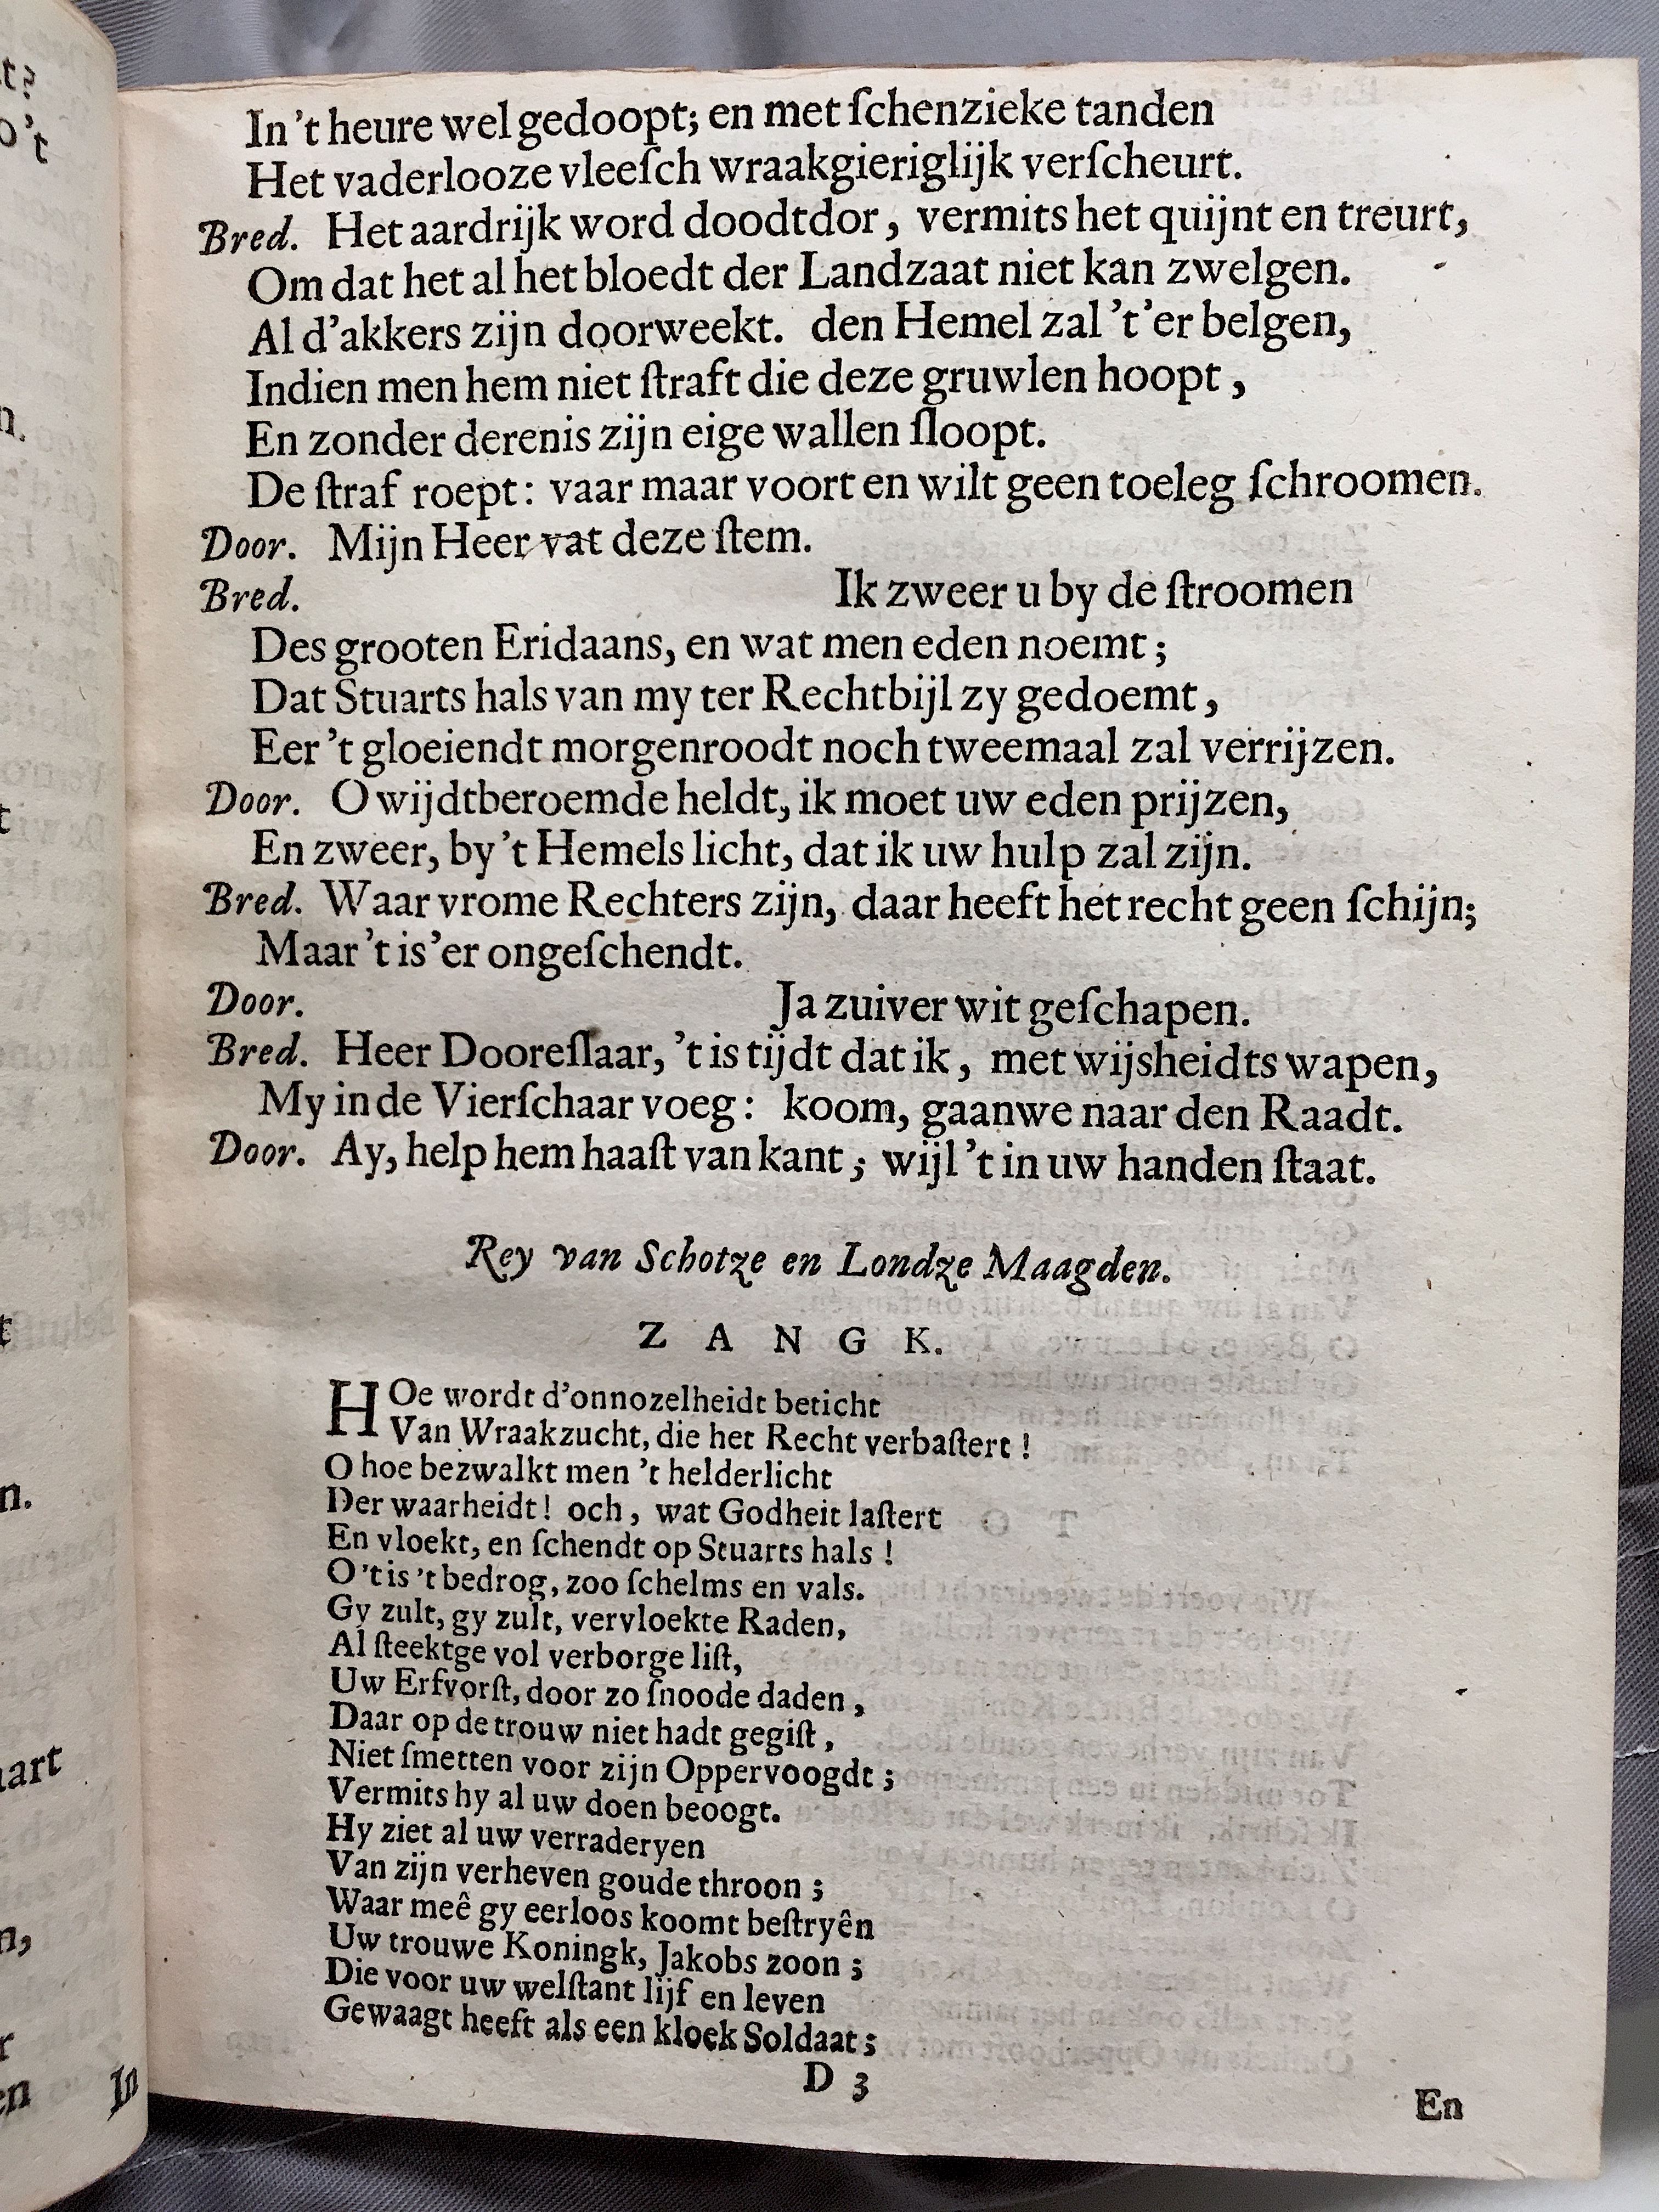 In 't heure wel gedoopt; en met ſchenzieke tanden
Het vaderlooze vleeſch wraakgieriglijk verſcheurt.
Bred. Het aardrijk word doodtdor, vermits het quijnt en treurt,
Om dat het al het bloedt der Landzaat niet kan zwelgen.
Al d'akkers zijn doorweekt. den Hemel zal 't'er belgen,
Indien men hem niet ſtraft die deze gruwlen hoopt,
En zonder derenis zijn eige wallen ſloopt.
De ſtraf roept: vaar maar voort en wilt geen toeleg ſchroomen.
Door. Mijn Heer vat deze ſtem.
Bred. Ik zweer u by de ſtroomen
Des grooten Eridaans, en wat men eden noemt;
Dat Stuarts hals van my ter Rechtbijl zy gedoemt,
Eer 't gloeiendt morgenroodt noch tweemaal zal verrijzen.
Door. O wijdtberoemde heldt, ik moet uw eden prijzen,
En zweer, by 't Hemels licht, dat ik uw hulp zal zijn.
Bred. Waar vrome Rechters zijn, daar heeft het recht geen ſchijn;
Maar 't is 'er ongeſchendt.
Door. Ja zuiver wit geſchapen.
Bred. Heer Dooreſlaar, 't is tijdt dat ik, met wijsheidts wapen,
My in de Vierſchaar voeg: koom, gaanwe naar den Raadt.
Door. Ay, help hem haaſt van kant; wijl 't in uw handen ſtaat.
Rey van Schotze en Londze Maagden.
ZANGK.
HOe wordt d'onnozelheidt beticht
Van Wraakzucht, die het Recht verbaſtert!
O hoe bezwalkt men 't helderlicht
Der waarheidt! och, wat Godheit laſtert
En vloekt, en ſchendt op Stuarts hals!
O 't is 't bedrog, zoo ſchelms en vals.
Gy zult, gy zult, vervloekte Raden,
Al ſteektge vol verborge liſt,
Uw Erfvorſt, door zo ſnoode daden,
Daar op de trouw niet hadt gegiſt,
Niet ſmetten voor zijn Oppervoogdt;
Vermits hy al uw doen beoogt.
Hy ziet al uw verraderyen
Van zijn verheven goude throon;
Waar meê gy eerloos koomt beſtryên
Uw trouwe Koningk, Jakobs zoon;
Die voor uw welſtant lijf en leven
Gewaagt heeft als een kloek Soldaat;
D 3
En